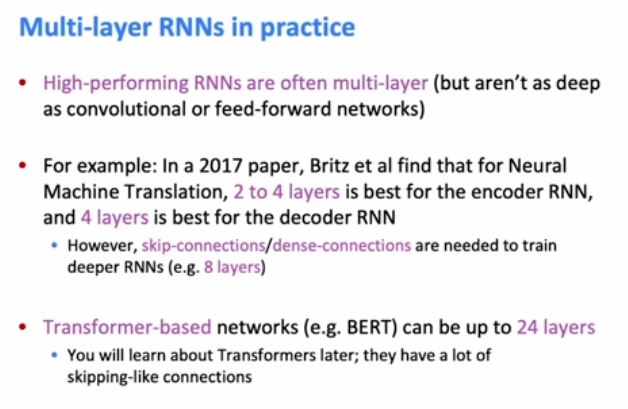 Multi-layer RNNs in practice
• High-performing RNNs are often multi-layer (but aren't as deep
as convolutional or feed-forward networks)
• For example: In a 2017 paper, Britz et al find that for Neural
Machine Translation, 2 to 4 layers is best for the encoder RNN,
and 4 layers is best for the decoder RNN
• However, skip-connections/dense-connections are needed to train
deeper RNNs (e.g. 8 layers)
• Transformer-based networks (e.g. BERT) can be up to 24 layers
• You will learn about Transformers later; they have a lot of
skipping-like connections